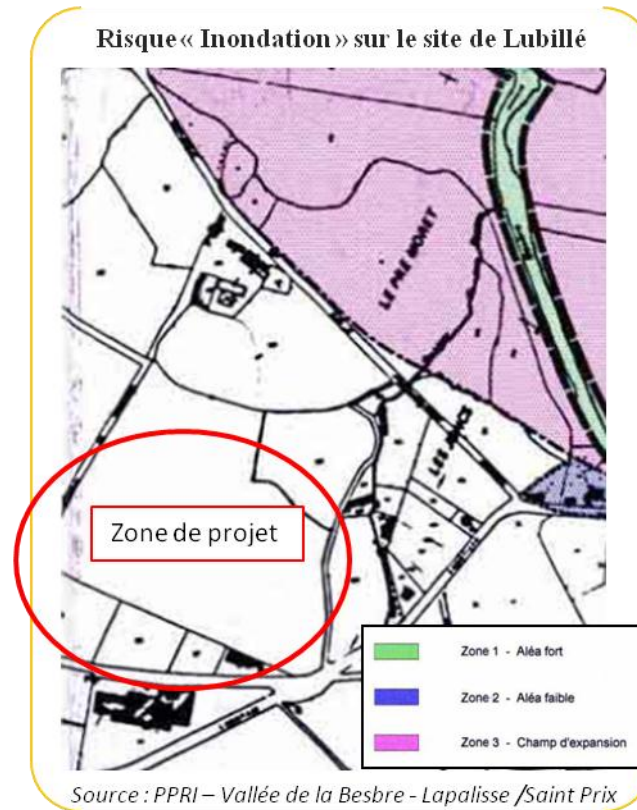 Risque « Inondation » sur le site de Lubillé
LE PRE MORET
LES JONCS
Zone de projet
Zone 1 - Aléa fort
Zone 2 - Aléa faible
Zone 3 - Champ d'expansion
Source : PPRI – Vallée de la Besbre - Lapalisse /Saint Prix